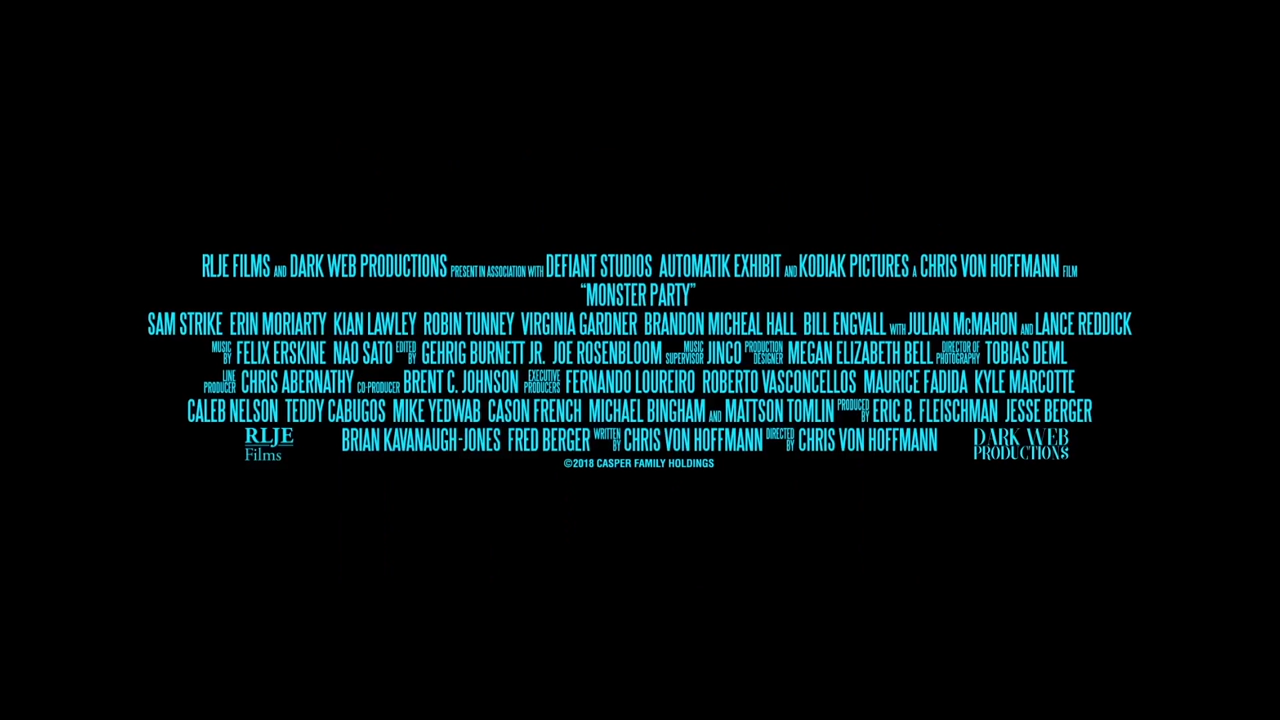 RLJE FILMS AND DARK WEB PRODUCTIONS PRESENT IN ASSOCIATION WITH DEFIANT STUDIOS AUTOMATIK EXHIBIT AND KODIAK PICTURES A CHRIS VON HOFFMANN FILM
“MONSTER PARTY”
SAM STRIKE ERIN MORIARTY KIAN LAWLEY ROBIN TUNNEY VIRGINIA GARDNER BRANDON MICHEAL HALL BILL ENGVALL WITH JULIAN McMAHON AND LANCE REDDICK
MUSIC BY FELIX ERSKINE NAO SATO EDITED BY GEHRIG BURNETT JR. JOE ROSENBLOOM MUSIC SUPERVISOR JINCO PRODUCTION DESIGNER MEGAN ELIZABETH BELL DIRECTOR OF PHOTOGRAPHY TOBIAS DEML
LINE PRODUCER CHRIS ABERNATHY CO-PRODUCER BRENT C. JOHNSON EXECUTIVE PRODUCERS FERNANDO LOUREIRO ROBERTO VASCONCELLOS MAURICE FADIDA KYLE MARCOTTE
CALEB NELSON TEDDY CABUGOS MIKE YEDWAB CASON FRENCH MICHAEL BINGHAM AND MATTSON TOMLIN PRODUCED BY ERIC B. FLEISCHMAN JESSE BERGER
BRIAN KAVANAUGH-JONES FRED BERGER WRITTEN BY CHRIS VON HOFFMANN DIRECTED BY CHRIS VON HOFFMANN
RLJE
Films
DARK WEB
PRODUCTIONS
©2018 CASPER FAMILY HOLDINGS